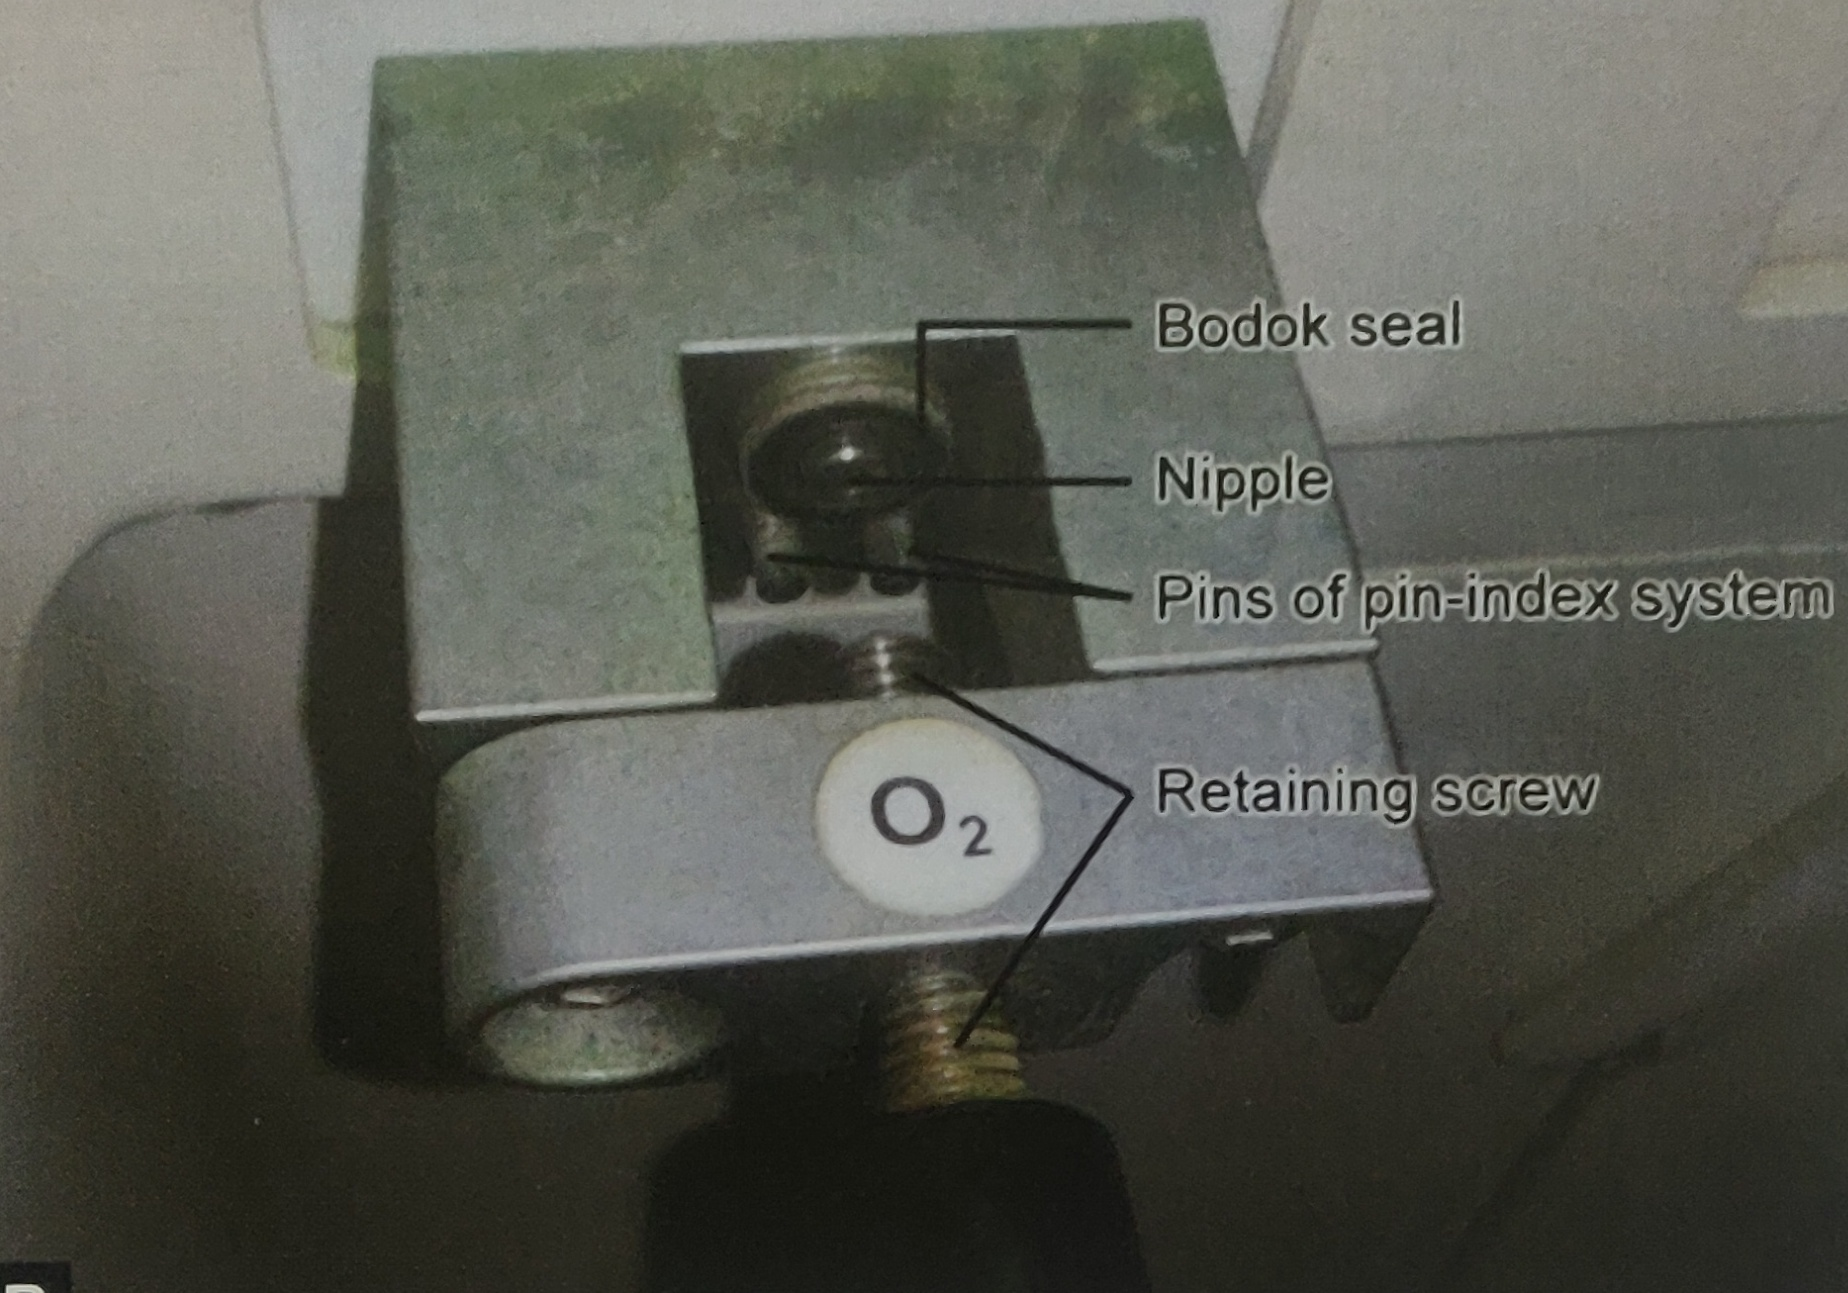 Bodok seal
Nipple
Pins of pin-index system
Retaining screw
O₂